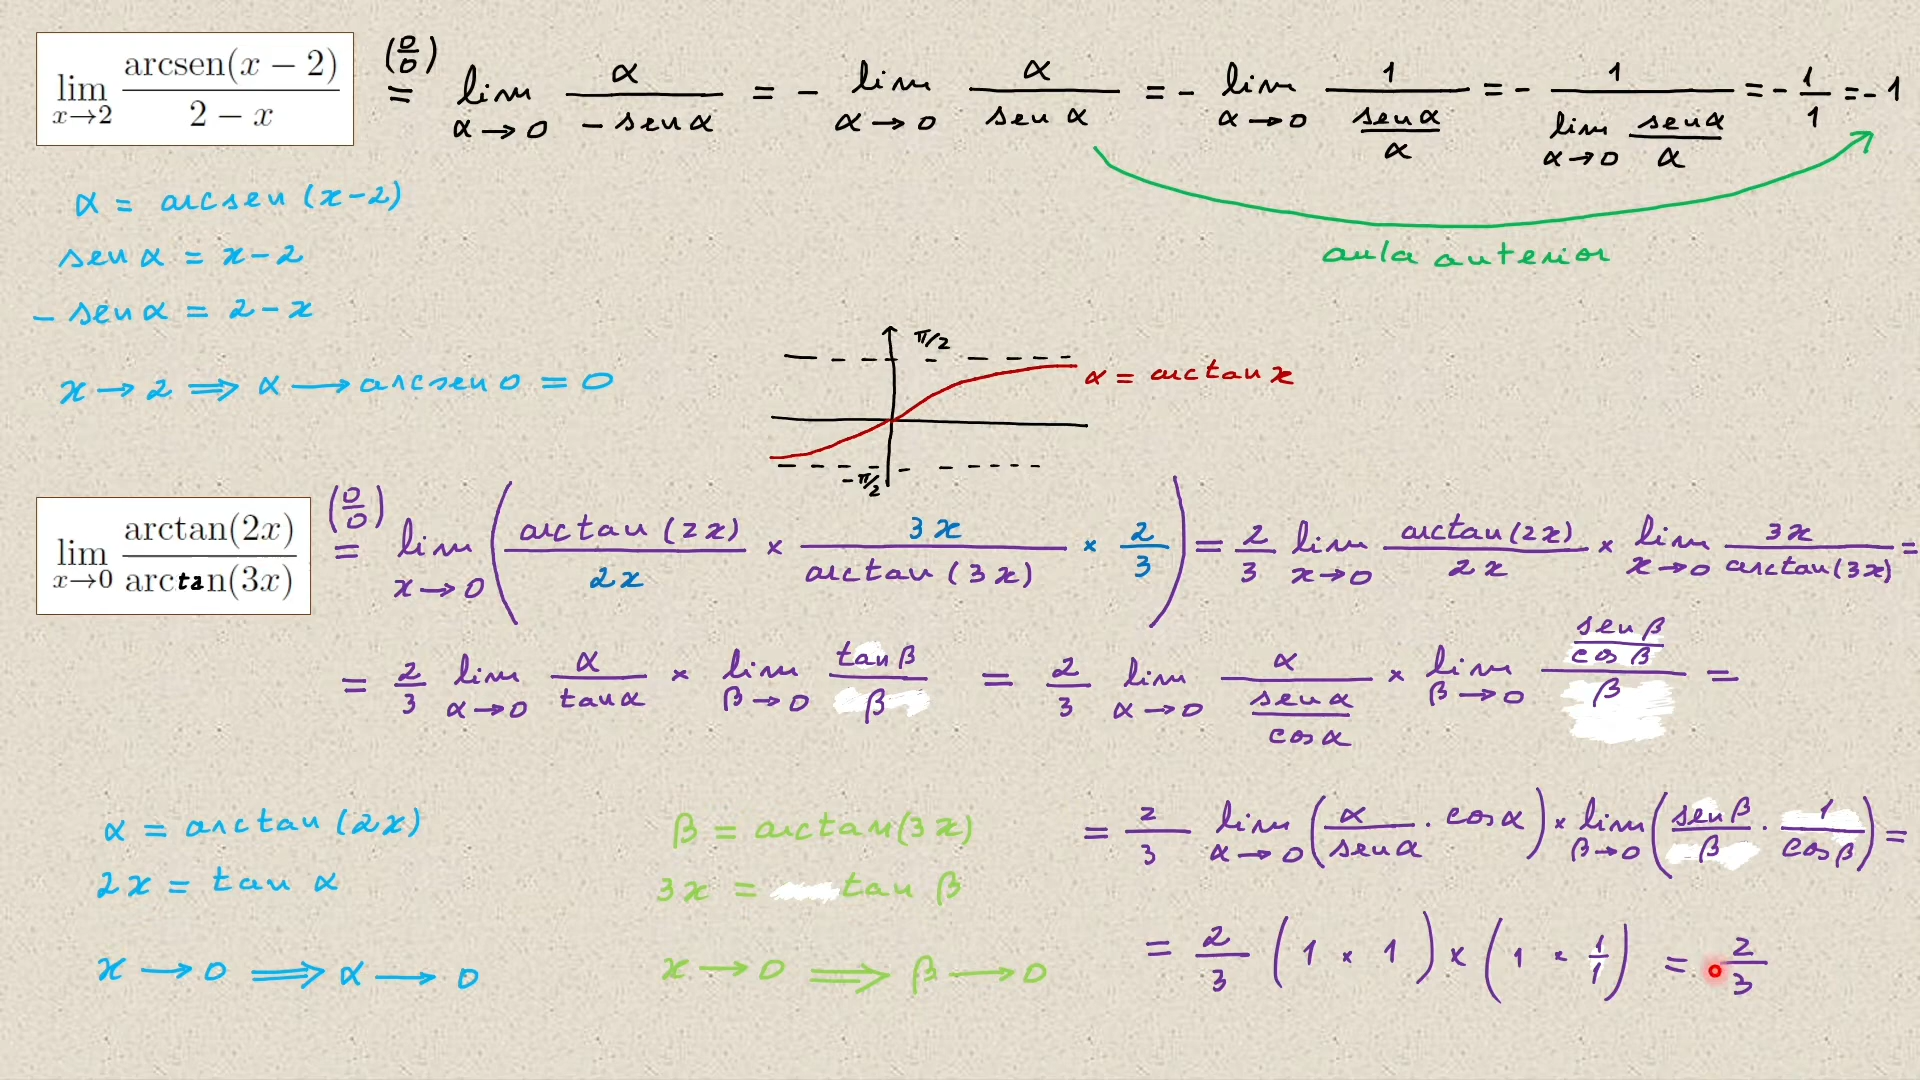 lim x→2 arcsen(x − 2) / 2 − x (0/0) = lim α→0 α / − sen α = − lim α→0 α / sen α = − lim α→0 1 / (sen α / α) = − 1 / (lim α→0 sen α / α) = − 1/1 = − 1
α = arcsen (x−2)
sen α = x−2
aula anterior
− sen α = 2−x
x → 2 ⟹ α → arcsen 0 = 0
π/2
α = arctan x
−π/2
lim x→0 arctan(2x) / arctan(3x) (0/0) = lim x→0 ( arctan (2x) / 2x × 3x / arctan (3x) × 2/3 ) = 2/3 lim x→0 arctan(2x) / 2x × lim x→0 3x / arctan(3x) =
= 2/3 lim α→0 α / tan α × lim β→0 tan β / β = 2/3 lim α→0 α / (sen α / cos α) × lim β→0 (sen β / cos β) / β =
α = arctan (2x)
2x = tan α
x → 0 ⟹ α → 0
β = arctan(3x)
3x = tan β
x → 0 ⟹ β → 0
= 2/3 lim α→0 ( α / sen α . cos α ) × lim β→0 ( sen β / β . 1 / cos β ) =
= 2/3 ( 1 × 1 ) × ( 1 × 1/1 ) = 2/3